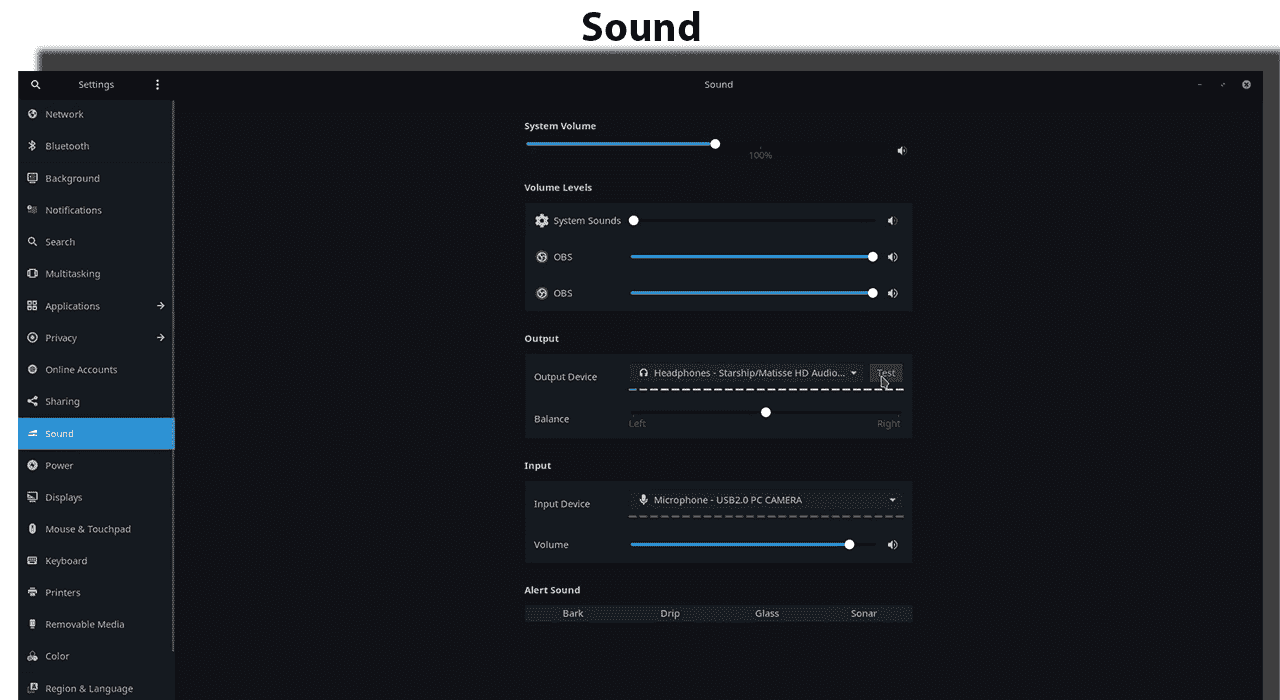 Sound
Settings
Sound
Network
Bluetooth
Background
Notifications
Search
Multitasking
Applications
Privacy
Online Accounts
Sharing
Sound
Power
Displays
Mouse & Touchpad
Keyboard
Printers
Removable Media
Color
Region & Language
System Volume
100%
Volume Levels
System Sounds
OBS
OBS
Output
Output Device
Headphones - Starship/Matisse HD Audio...
Test
Balance
Left
Right
Input
Input Device
Microphone - USB2.0 PC CAMERA
Volume
Alert Sound
Bark
Drip
Glass
Sonar